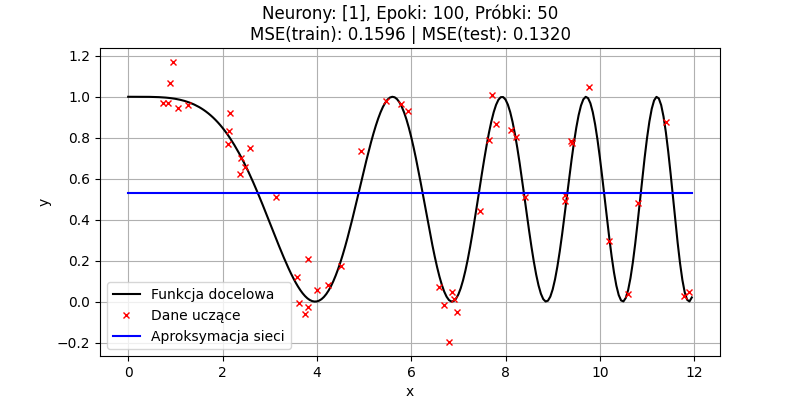 Neurony: [1], Epoki: 100, Próbki: 50
MSE(train): 0.1596 | MSE(test): 0.1320
1.2
1.0
0.8
0.6
0.4
0.2
0.0
−0.2
y
Funkcja docelowa
Dane uczące
Aproksymacja sieci
0 2 4 6 8 10 12
x